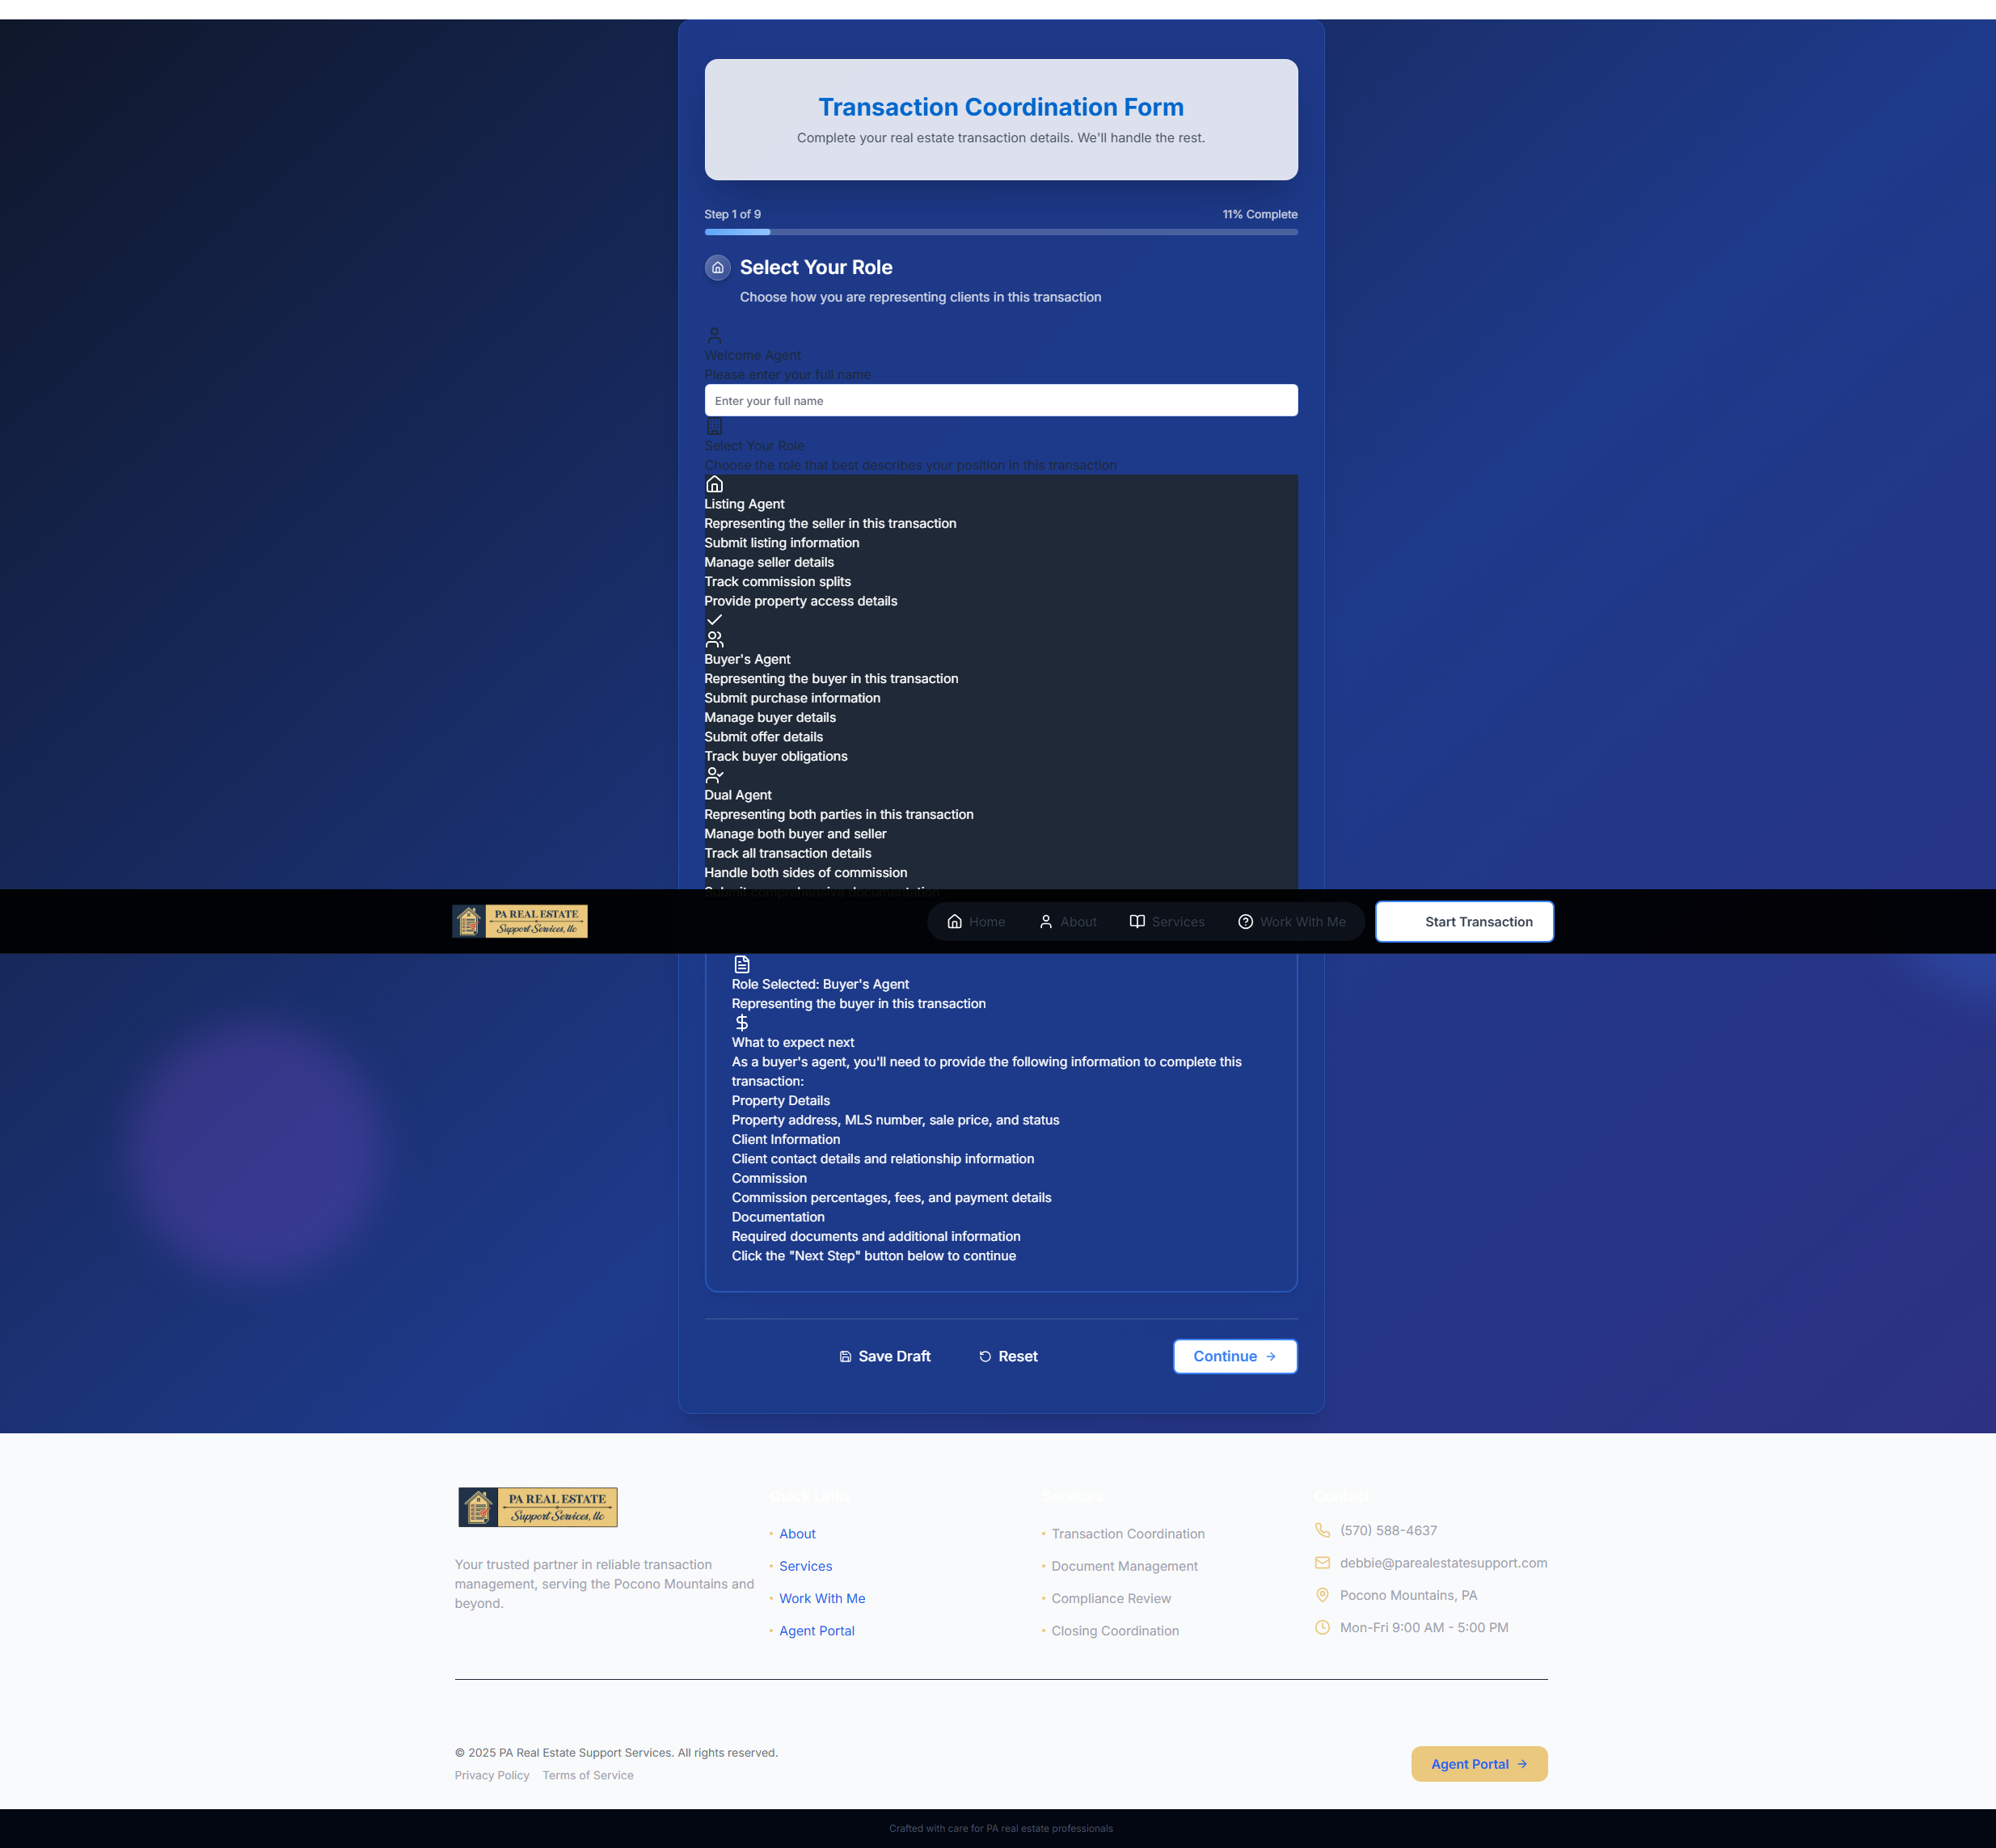 Transaction Coordination Form
Complete your real estate transaction details. We'll handle the rest.
Step 1 of 9
11% Complete
Select Your Role
Choose how you are representing clients in this transaction
Welcome Agent
Please enter your full name
Enter your full name
Select Your Role
Choose the role that best describes your position in this transaction
Listing Agent
Representing the seller in this transaction
Submit listing information
Manage seller details
Track commission splits
Provide property access details
Buyer's Agent
Representing the buyer in this transaction
Submit purchase information
Manage buyer details
Submit offer details
Track buyer obligations
Dual Agent
Representing both parties in this transaction
Manage both buyer and seller
Track all transaction details
Handle both sides of commission
Submit comprehensive documentation
PA REAL ESTATE
Support Services, llc
Home
About
Services
Work With Me
Start Transaction
Role Selected: Buyer's Agent
Representing the buyer in this transaction
What to expect next
As a buyer's agent, you'll need to provide the following information to complete this
transaction:
Property Details
Property address, MLS number, sale price, and status
Client Information
Client contact details and relationship information
Commission
Commission percentages, fees, and payment details
Documentation
Required documents and additional information
Click the "Next Step" button below to continue
Save Draft
Reset
Continue
PA REAL ESTATE
Support Services, llc
Your trusted partner in reliable transaction
management, serving the Pocono Mountains and
beyond.
Quick Links
About
Services
Work With Me
Agent Portal
Services
Transaction Coordination
Document Management
Compliance Review
Closing Coordination
Contact
(570) 588-4637
debbie@parealestatesupport.com
Pocono Mountains, PA
Mon-Fri 9:00 AM - 5:00 PM
© 2025 PA Real Estate Support Services. All rights reserved.
Privacy Policy
Terms of Service
Agent Portal
Crafted with care for PA real estate professionals